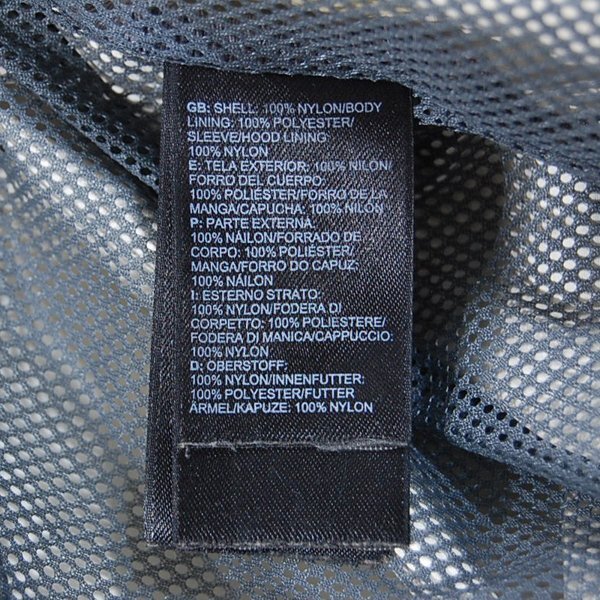 GB: SHELL: 100% NYLON/BODY
LINING: 100% POLYESTER/
SLEEVE/HOOD LINING
100% NYLON
E: TELA EXTERIOR: 100% NILON/
FORRO DEL CUERPO:
100% POLIÉSTER/FORRO DE LA
MANGA/CAPUCHA: 100% NILON
P: PARTE EXTERNA
100% NÁILON/FORRADO DE
CORPO: 100% POLIÉSTER/
MANGA/FORRO DO CAPUZ:
100% NÁILON
I: ESTERNO STRATO:
100% NYLON/FODERA DI
CORPETTO: 100% POLIESTERE/
FODERA DI MANICA/CAPPUCCIO:
100% NYLON
D: OBERSTOFF:
100% NYLON/INNENFUTTER:
100% POLYESTER/FUTTER
ÄRMEL/KAPUZE: 100% NYLON